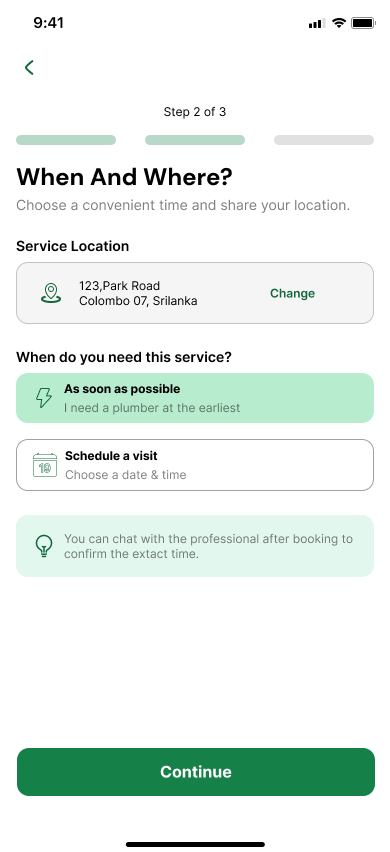 9:41
Step 2 of 3
When And Where?
Choose a convenient time and share your location.
Service Location
123,Park Road
Colombo 07, Srilanka
Change
When do you need this service?
As soon as possible
I need a plumber at the earliest
19
Schedule a visit
Choose a date & time
You can chat with the professional after booking to
confirm the extact time.
Continue